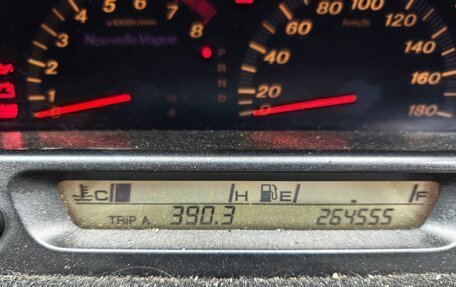 x1000r/min
1 2 3 4 5 6 7 8
Nouvelle Vague
P
R
N
D
0 20 40 60 80 100 120 140 160 180
km/h
C H E F
TRIP A 390.3 264555